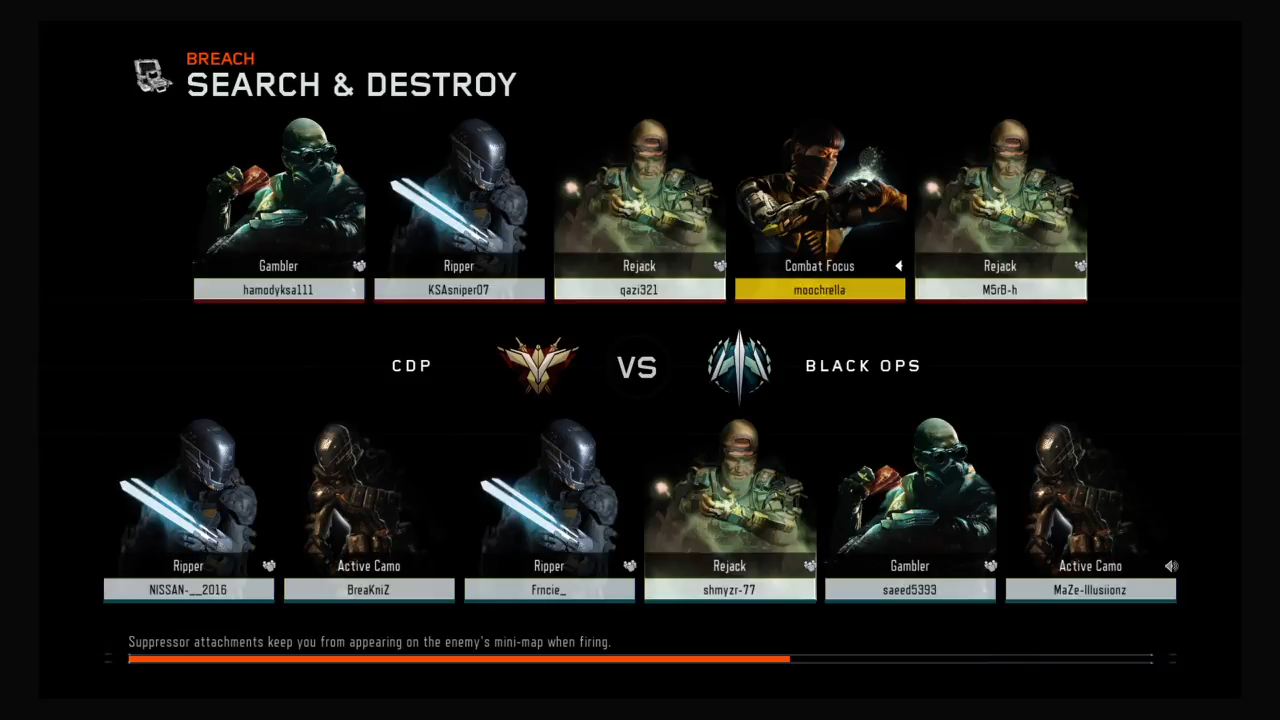 BREACH
SEARCH & DESTROY
Gambler
Ripper
Rejack
Combat Focus
Rejack
hamodyksa111
KSAsniper07
qazi321
moochrella
M5rB-h
CDP
VS
BLACK OPS
Ripper
Active Camo
Ripper
Rejack
Gambler
Active Camo
NISSAN-__2016
BreaKniZ
Frncie_
shmyzr-77
saeed5393
MaZe-Illusiionz
Suppressor attachments keep you from appearing on the enemy's mini-map when firing.